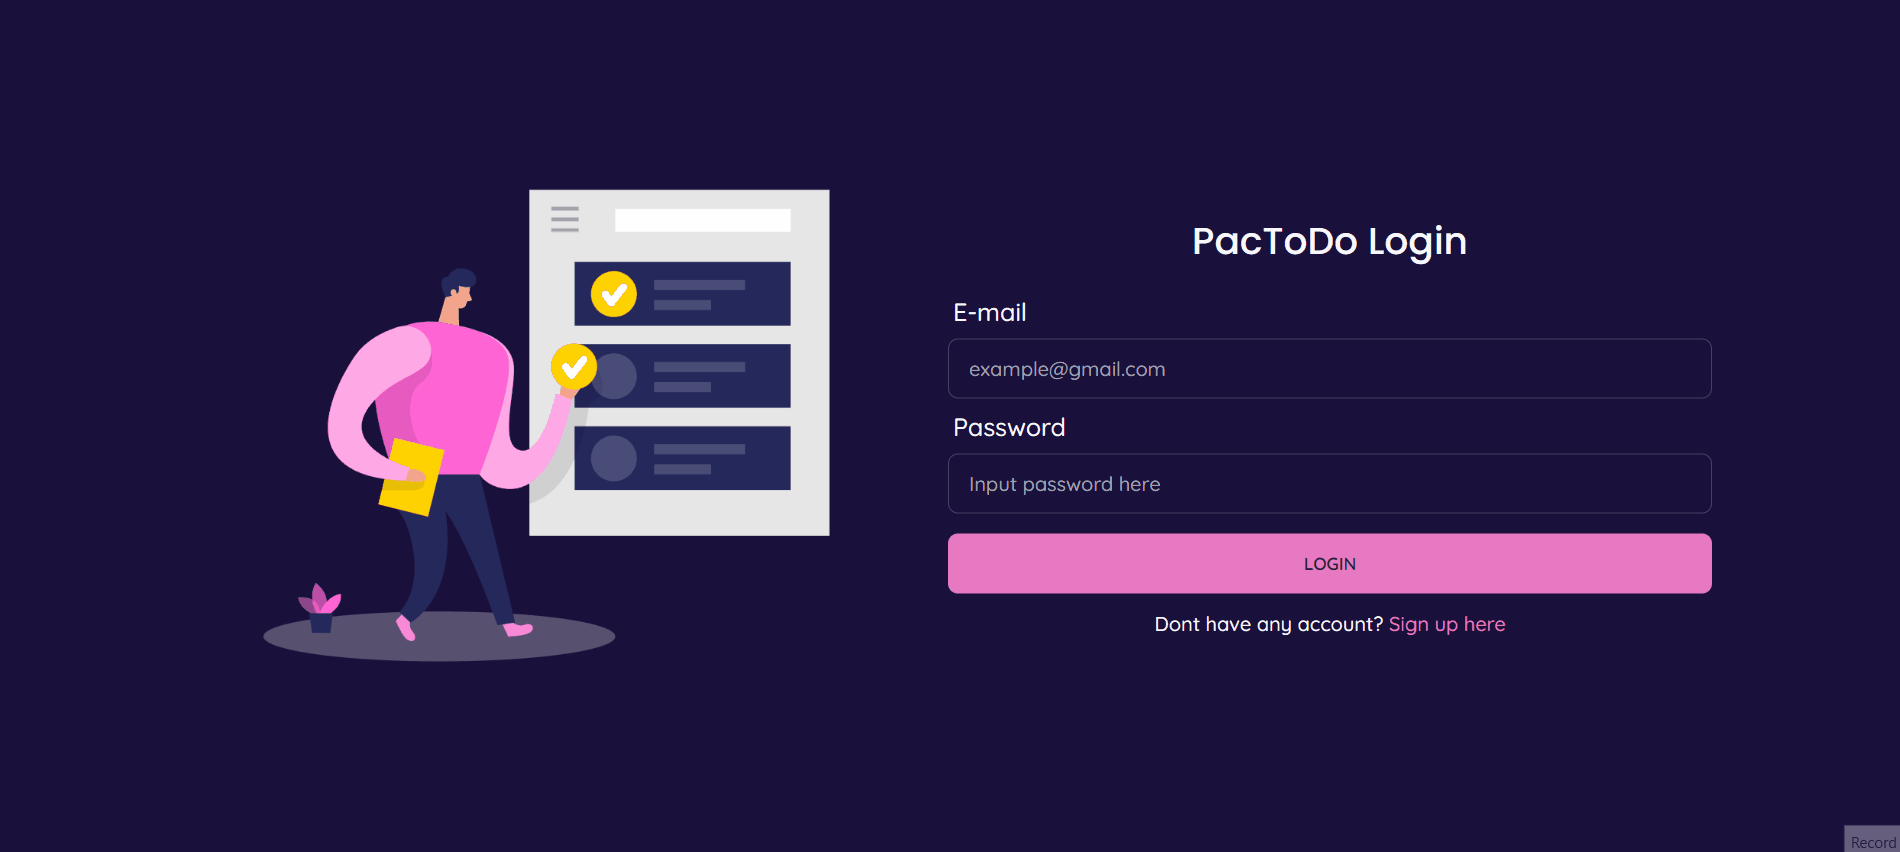 PacToDo Login
E-mail
example@gmail.com
Password
Input password here
LOGIN
Dont have any account? Sign up here
Record